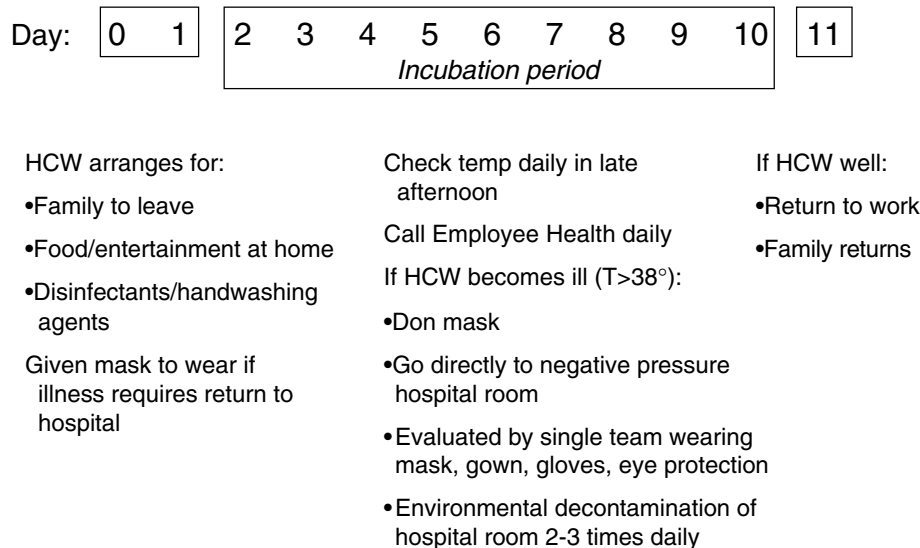 Day: 0 1 2 3 4 5 6 7 8 9 10 11
Incubation period
HCW arranges for:
•Family to leave
•Food/entertainment at home
•Disinfectants/handwashing
agents
Given mask to wear if
illness requires return to
hospital
Check temp daily in late
afternoon
Call Employee Health daily
If HCW becomes ill (T>38°):
•Don mask
•Go directly to negative pressure
hospital room
•Evaluated by single team wearing
mask, gown, gloves, eye protection
•Environmental decontamination of
hospital room 2-3 times daily
If HCW well:
•Return to work
•Family returns